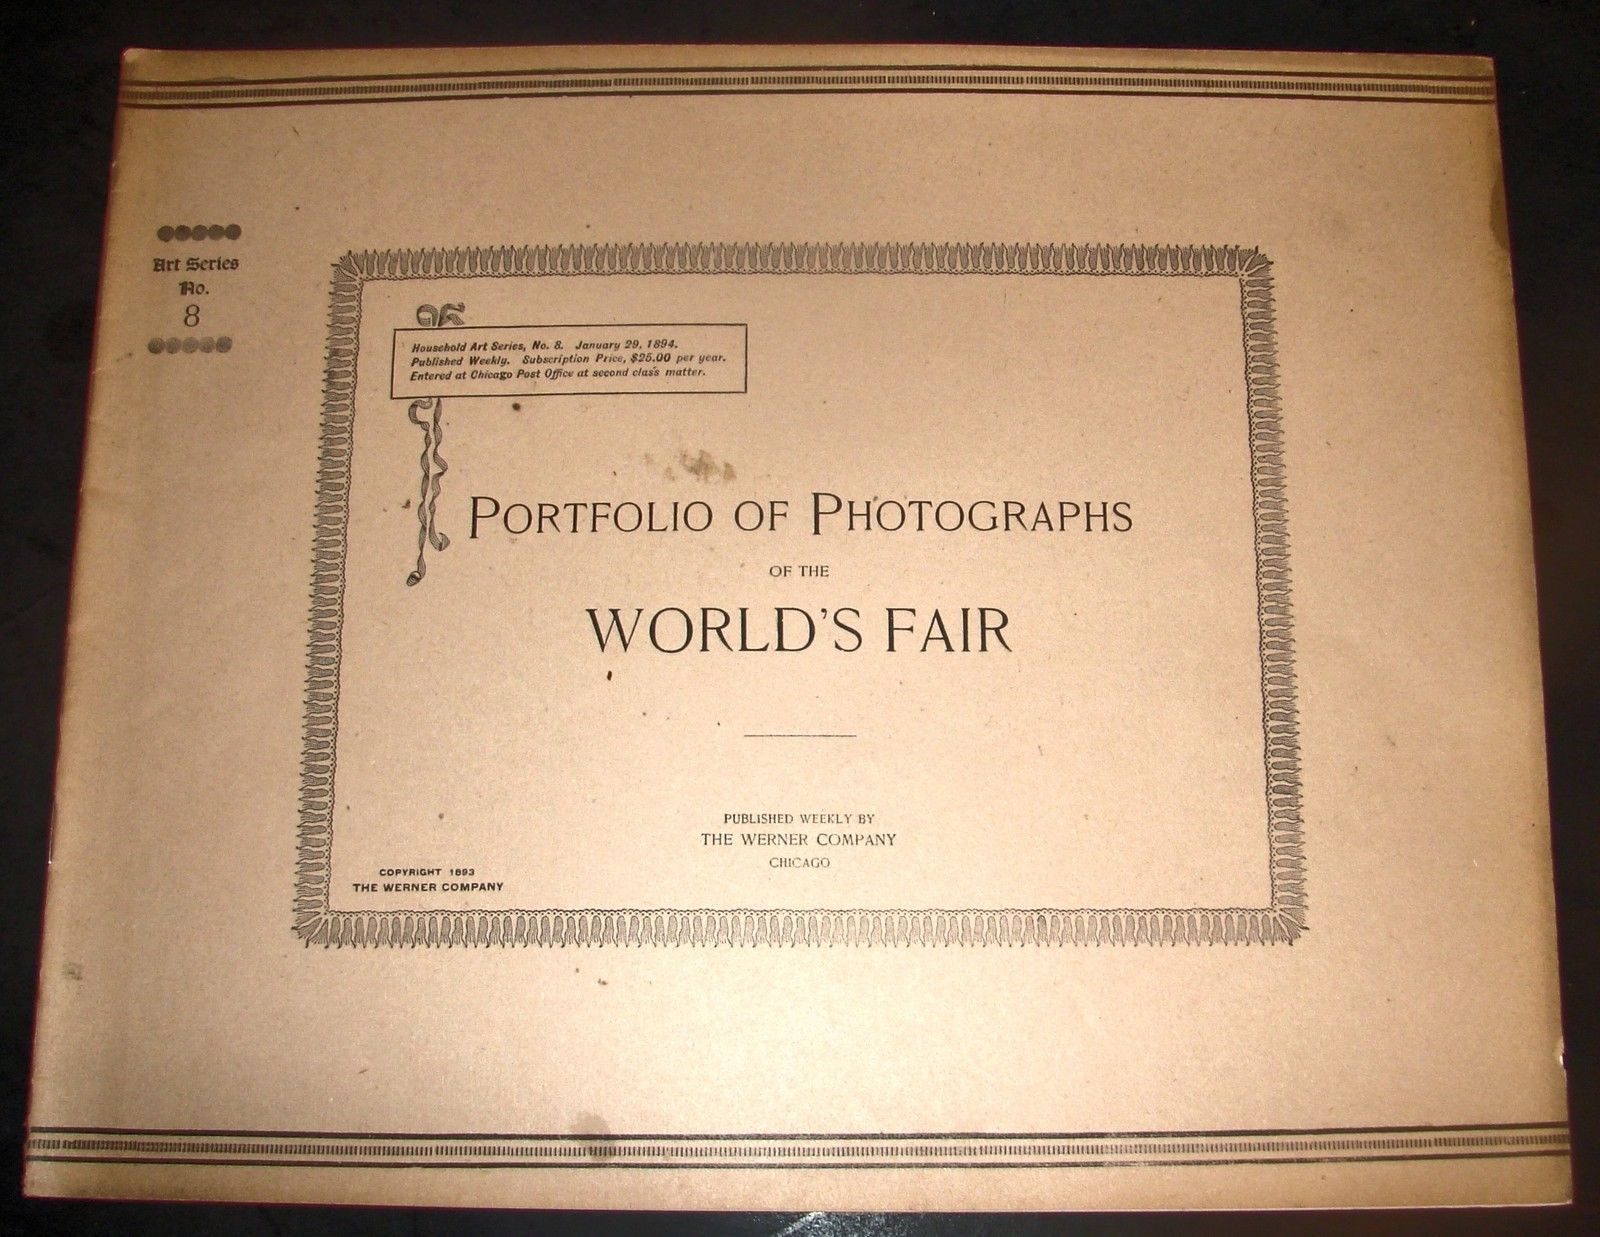 Art Series
No.
8
Household Art Series, No. 8. January 29, 1894.
Published Weekly. Subscription Price, $25.00 per year.
Entered at Chicago Post Office at second class matter.
PORTFOLIO OF PHOTOGRAPHS
OF THE
WORLD'S FAIR
PUBLISHED WEEKLY BY
THE WERNER COMPANY
CHICAGO
COPYRIGHT 1893
THE WERNER COMPANY